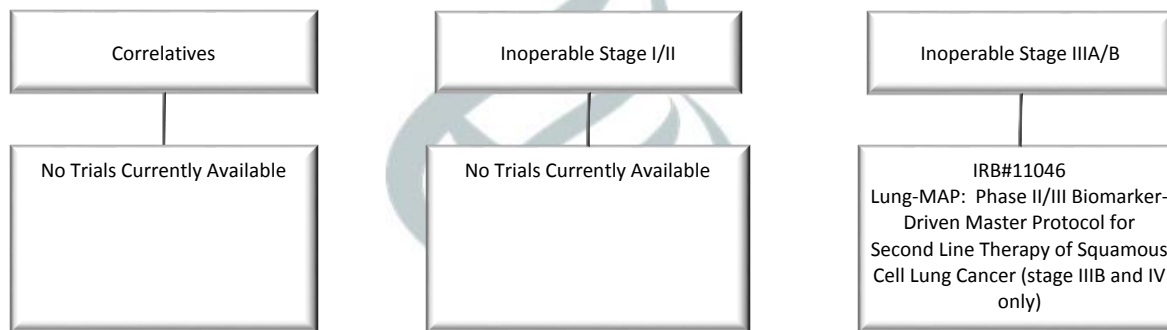 Correlatives
No Trials Currently Available
Inoperable Stage I/II
No Trials Currently Available
Inoperable Stage IIIA/B
IRB#11046
Lung-MAP: Phase II/III Biomarker-
Driven Master Protocol for
Second Line Therapy of Squamous
Cell Lung Cancer (stage IIIB and IV
only)